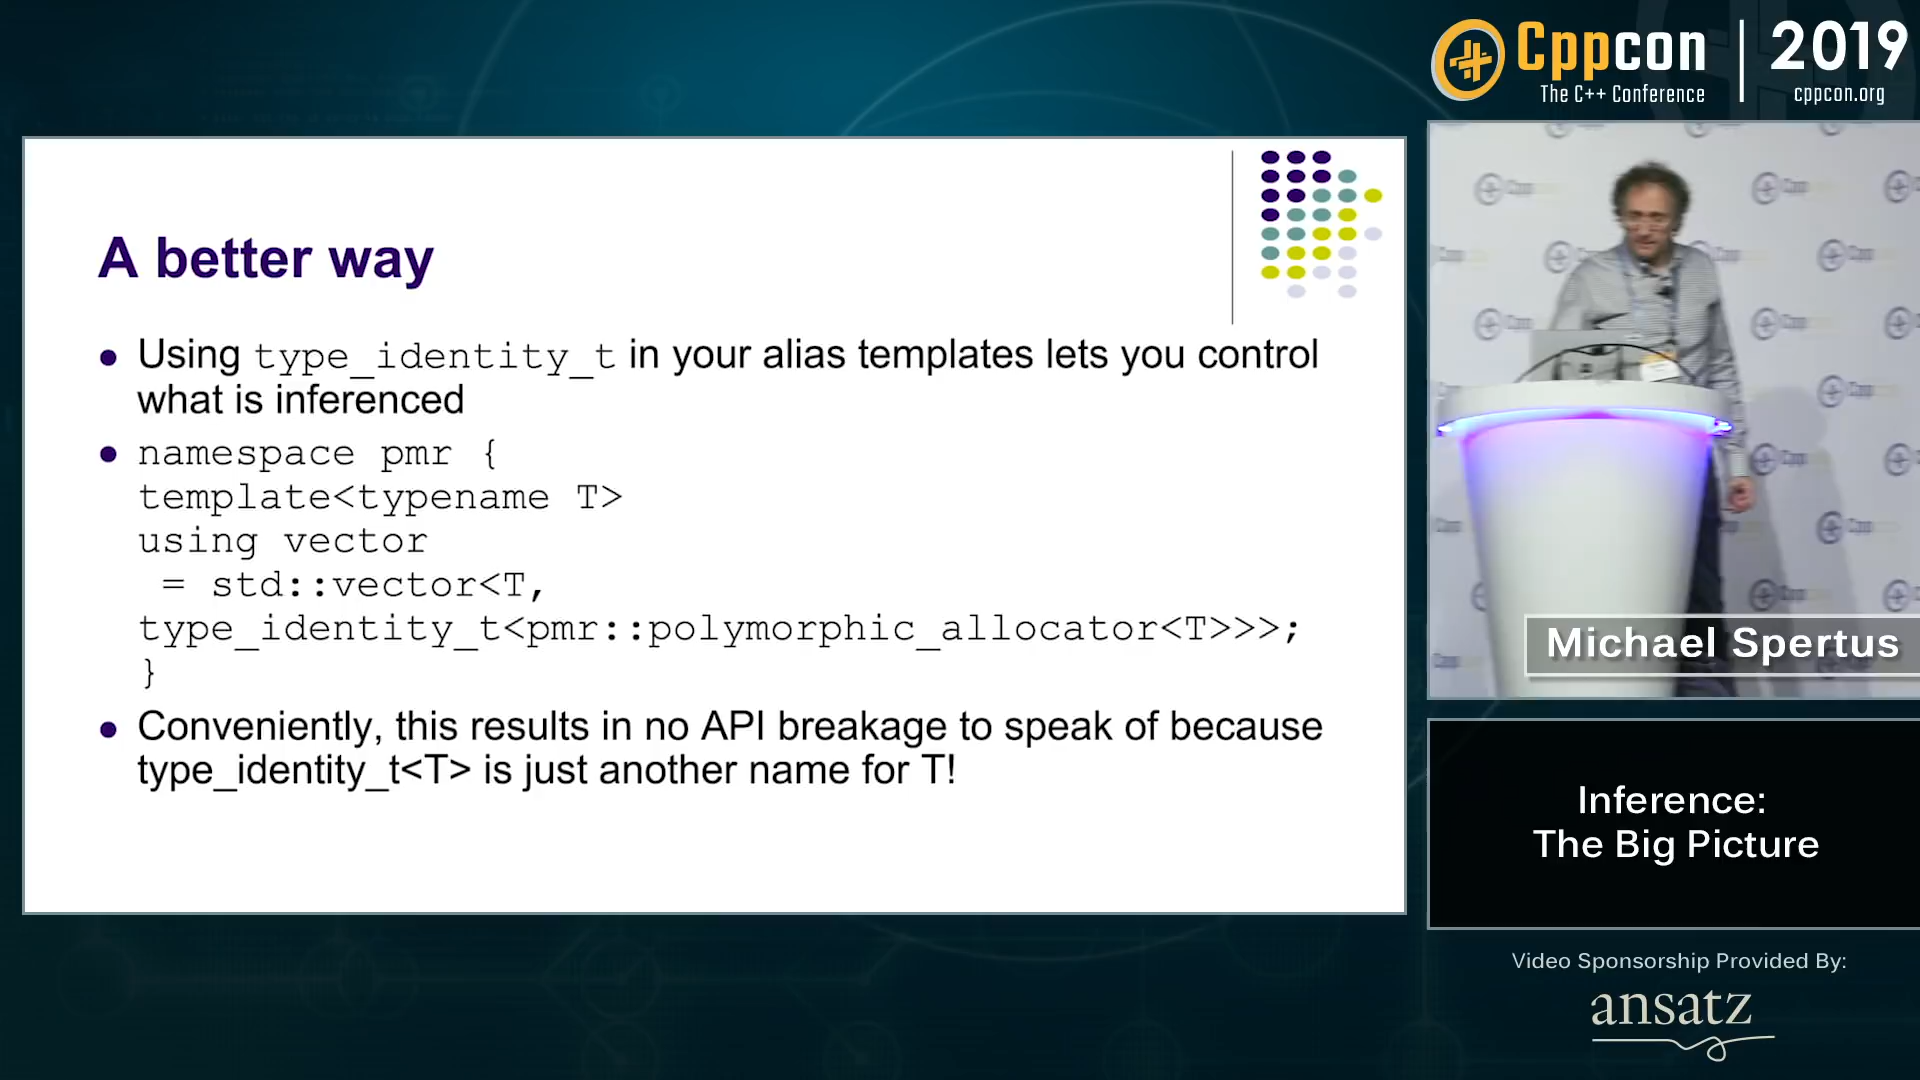 Cppcon
The C++ Conference
2019
cppcon.org
A better way
Using type_identity_t in your alias templates lets you control
what is inferenced
namespace pmr {
template<typename T>
using vector
= std::vector<T,
type_identity_t<pmr::polymorphic_allocator<T>>>;
}
Conveniently, this results in no API breakage to speak of because
type_identity_t<T> is just another name for T!
Michael Spertus
Inference:
The Big Picture
Video Sponsorship Provided By:
ansatz